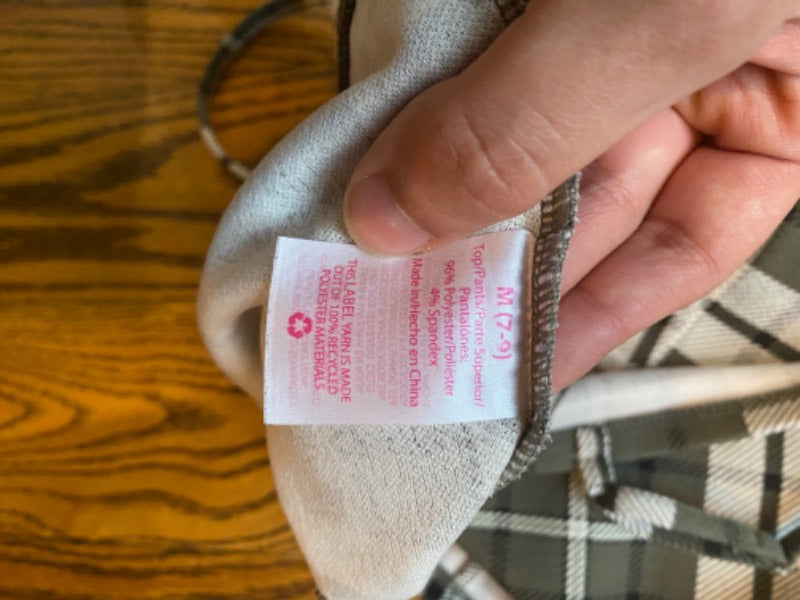 M (7-9)
Top/Pants/Parte Superior/
Pantalónes:
96% Polyester/Poliéster
4% Spandex
Made in/Hecho en China
THIS LABEL YARN IS MADE
OUT OF 100% RECYCLED
POLYESTER MATERIALS